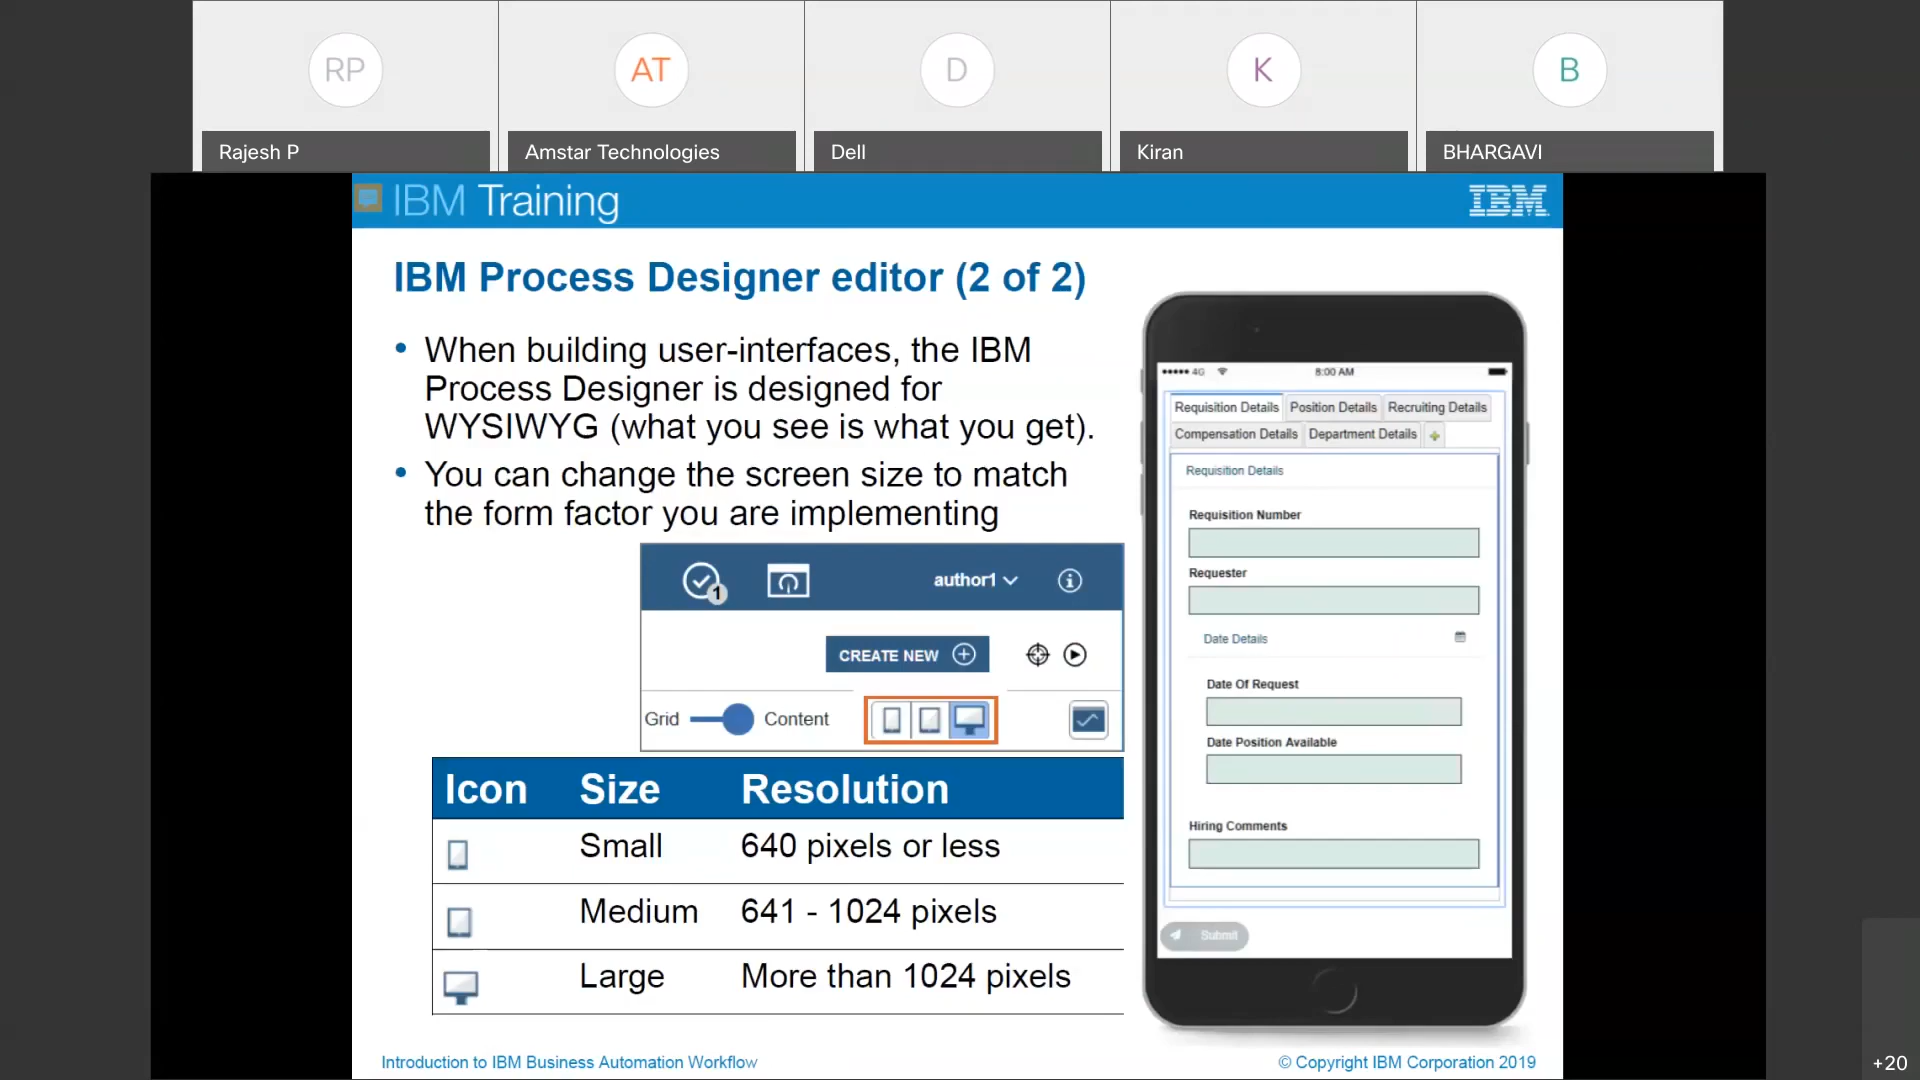 RP
AT
D
K
B
Rajesh P
Amstar Technologies
Dell
Kiran
BHARGAVI
IBM Training
IBM
IBM Process Designer editor (2 of 2)
• When building user-interfaces, the IBM
Process Designer is designed for
WYSIWYG (what you see is what you get).
• You can change the screen size to match
the form factor you are implementing
1
author1
CREATE NEW
Grid
Content
Icon Size Resolution
Small 640 pixels or less
Medium 641 - 1024 pixels
Large More than 1024 pixels
4G 8:00 AM
Requisition Details Position Details Recruiting Details
Compensation Details Department Details
Requisition Details
Requisition Number
Requester
Date Details
Date Of Request
Date Position Available
Hiring Comments
Submit
Introduction to IBM Business Automation Workflow
© Copyright IBM Corporation 2019
+20